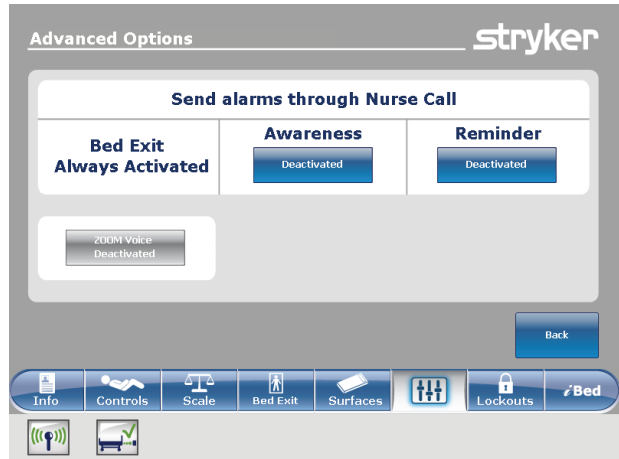 Advanced Options
stryker
Send alarms through Nurse Call
Bed Exit
Always Activated
Awareness
Deactivated
Reminder
Deactivated
ZOOM Voice
Deactivated
Back
Info
Controls
Scale
Bed Exit
Surfaces
Lockouts
iBed